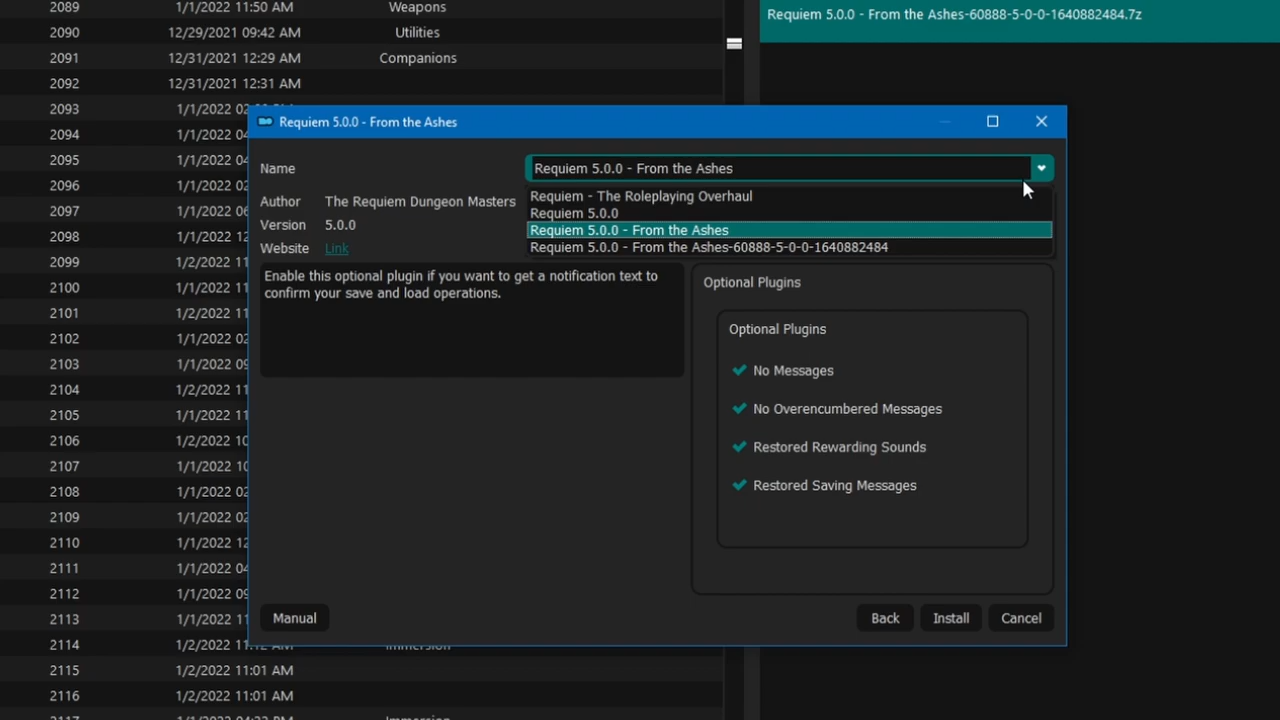 2089 1/1/2022 11:50 AM Weapons
2090 12/29/2021 09:42 AM Utilities
2091 12/31/2021 12:29 AM Companions
2092 12/31/2021 12:31 AM
2093 1/1/2022
2094 1/1/2022 04
2095 1/1/2022 04
2096 1/1/2022 02
2097 1/1/2022 06
2098 1/1/2022 12
2099 1/1/2022 02
2100 1/1/2022 03
2101 1/2/2022 11
2102 1/1/2022 02
2103 1/1/2022 09
2104 1/2/2022 11
2105 1/1/2022 11
2106 1/2/2022 10
2107 1/1/2022 10
2108 1/1/2022 02
2109 1/1/2022 02
2110 1/1/2022 12
2111 1/1/2022 04
2112 1/1/2022 09
2113 1/1/2022 11
2114 1/2/2022 11:12 AM Immersion
2115 1/2/2022 11:01 AM
2116 1/2/2022 11:01 AM
2117 1/1/2022 04:33 PM Immersion
Requiem 5.0.0 - From the Ashes-60888-5-0-0-1640882484.7z
Requiem 5.0.0 - From the Ashes
Name Requiem 5.0.0 - From the Ashes
Author The Requiem Dungeon Masters
Version 5.0.0
Website Link
Requiem - The Roleplaying Overhaul
Requiem 5.0.0
Requiem 5.0.0 - From the Ashes
Requiem 5.0.0 - From the Ashes-60888-5-0-0-1640882484
Enable this optional plugin if you want to get a notification text to
confirm your save and load operations.
Optional Plugins
Optional Plugins
No Messages
No Overencumbered Messages
Restored Rewarding Sounds
Restored Saving Messages
Manual Back Install Cancel